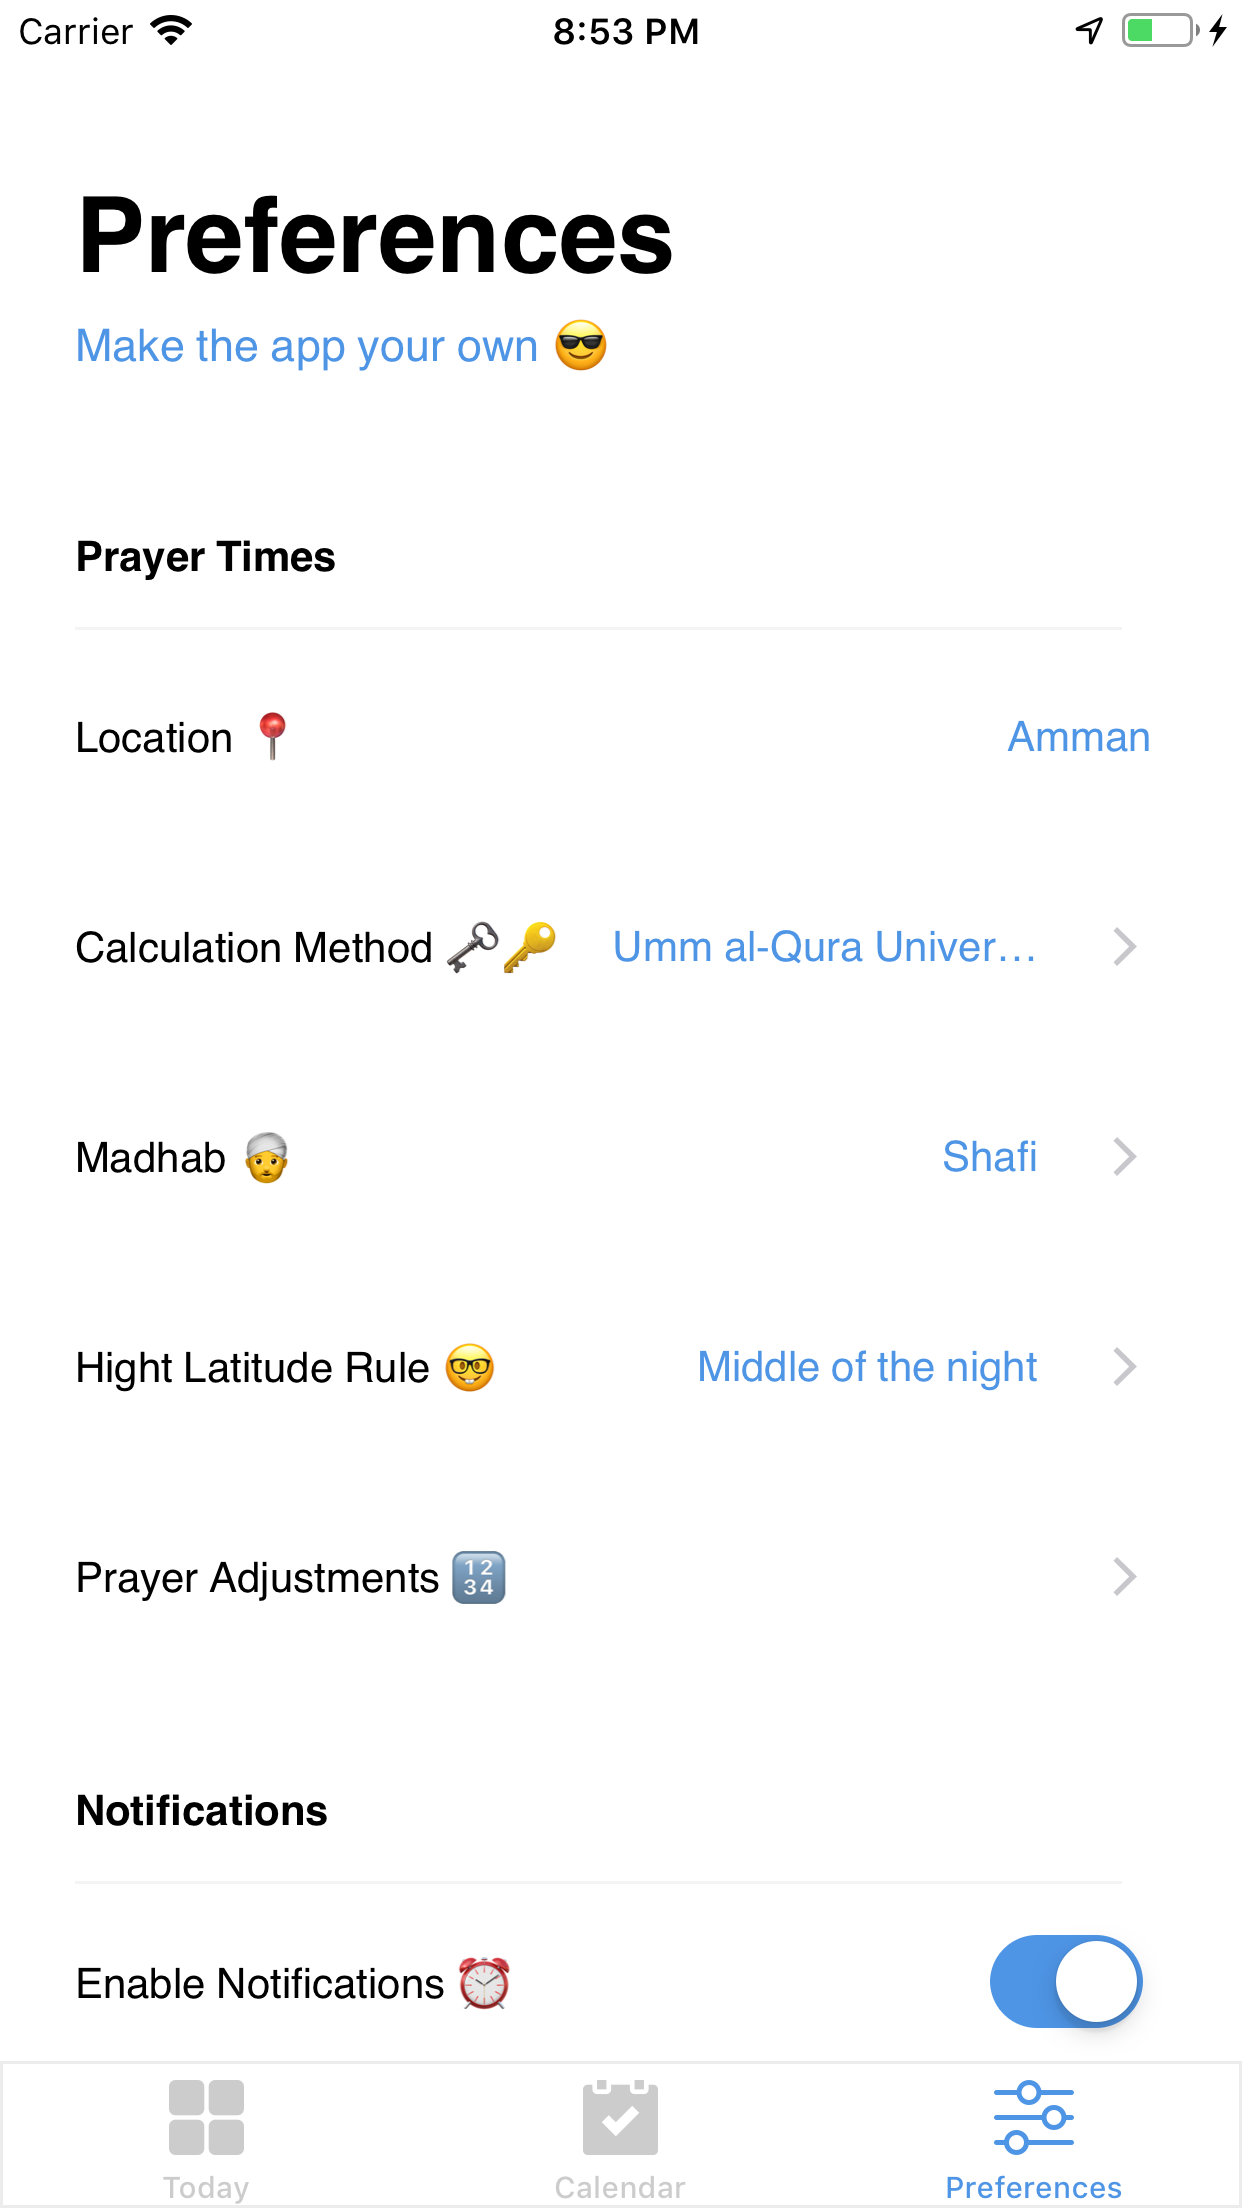 Carrier 8:53 PM
Preferences
Make the app your own 😎
Prayer Times
Location 📍 Amman
Calculation Method 🗝🔑 Umm al-Qura Univer…
Madhab 👳 Shafi
Hight Latitude Rule 🤓 Middle of the night
Prayer Adjustments 🔢
Notifications
Enable Notifications ⏰
Today Calendar Preferences